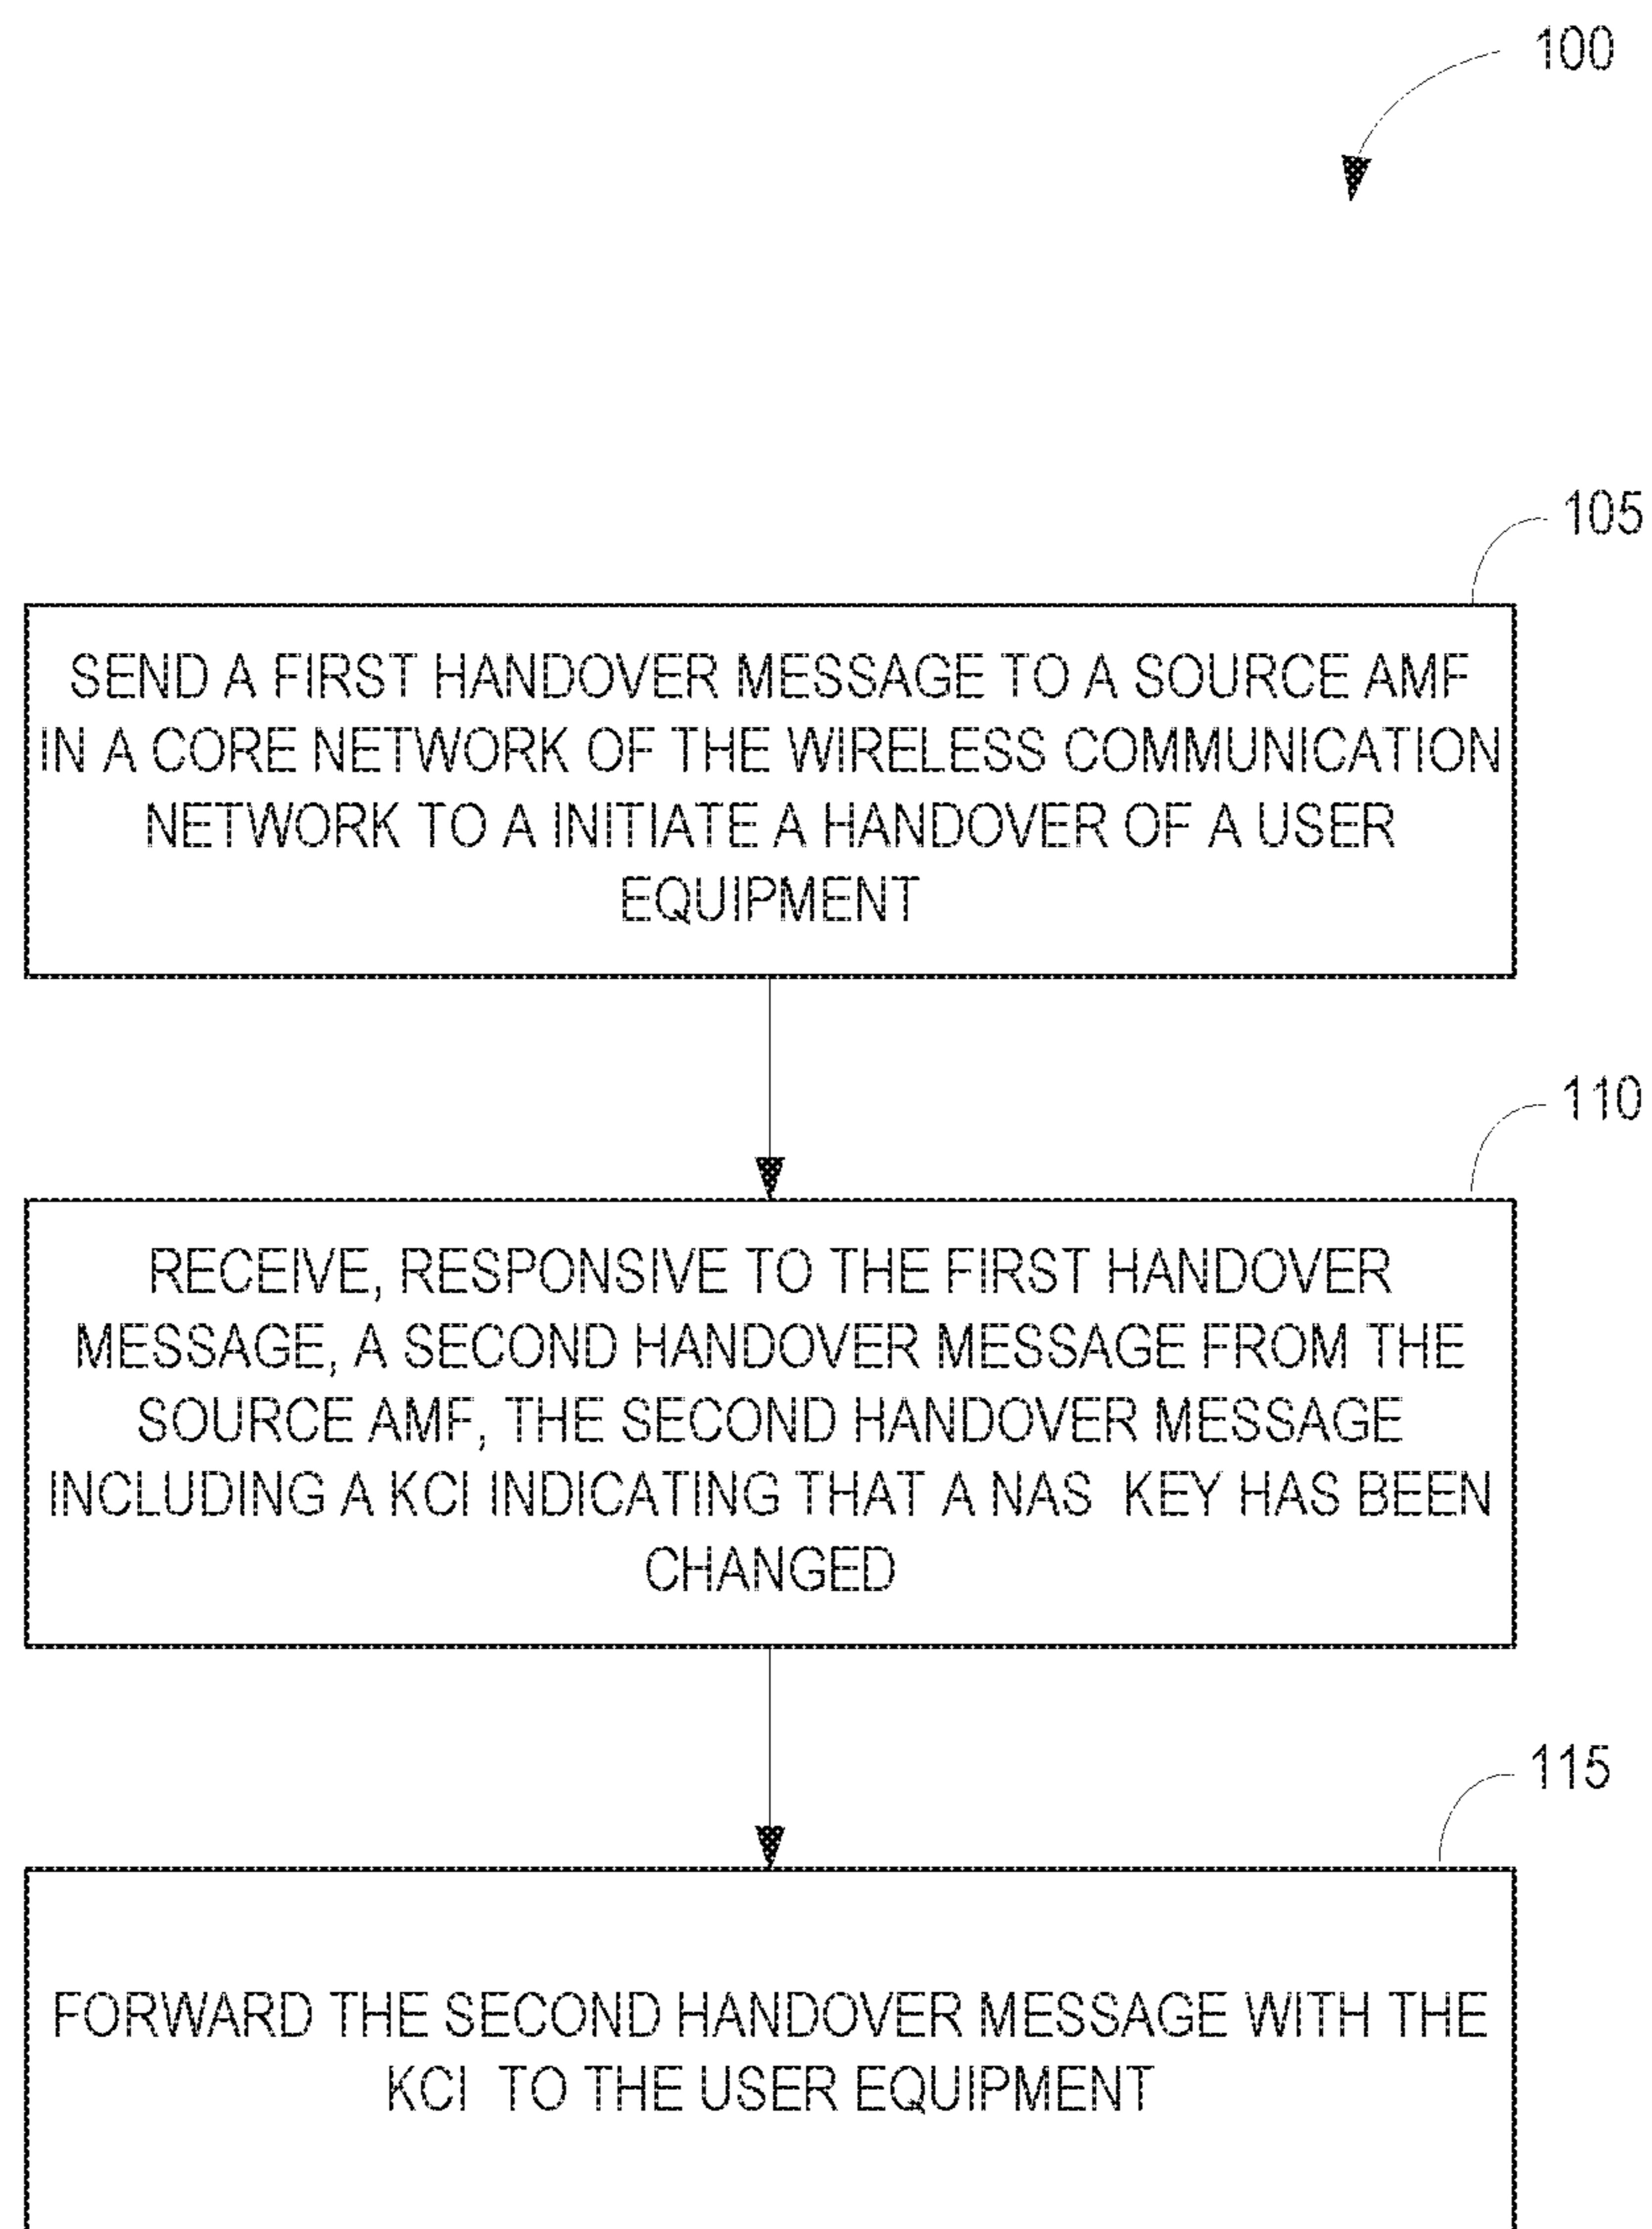 100
105
SEND A FIRST HANDOVER MESSAGE TO A SOURCE AMF
IN A CORE NETWORK OF THE WIRELESS COMMUNICATION
NETWORK TO A INITIATE A HANDOVER OF A USER
EQUIPMENT
110
RECEIVE, RESPONSIVE TO THE FIRST HANDOVER
MESSAGE, A SECOND HANDOVER MESSAGE FROM THE
SOURCE AMF, THE SECOND HANDOVER MESSAGE
INCLUDING A KCI INDICATING THAT A NAS  KEY HAS BEEN
CHANGED
115
FORWARD THE SECOND HANDOVER MESSAGE WITH THE
KCI  TO THE USER EQUIPMENT